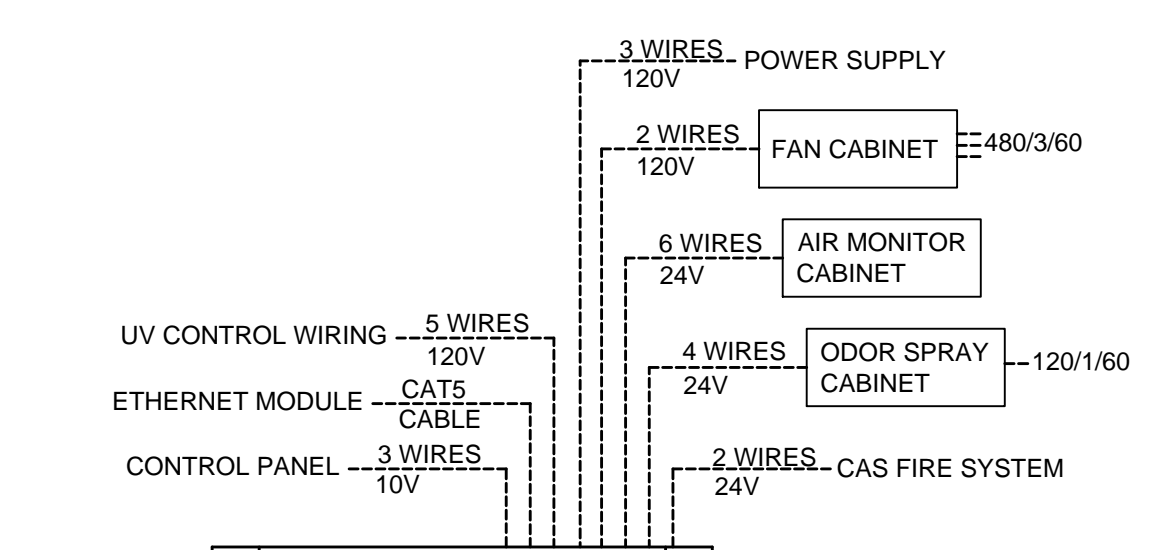 3 WIRES
120V
POWER SUPPLY
2 WIRES
120V
FAN CABINET
480/3/60
6 WIRES
24V
AIR MONITOR
CABINET
UV CONTROL WIRING
5 WIRES
120V
4 WIRES
24V
ODOR SPRAY
CABINET
120/1/60
ETHERNET MODULE
CAT5
CABLE
CONTROL PANEL
3 WIRES
10V
2 WIRES
24V
CAS FIRE SYSTEM